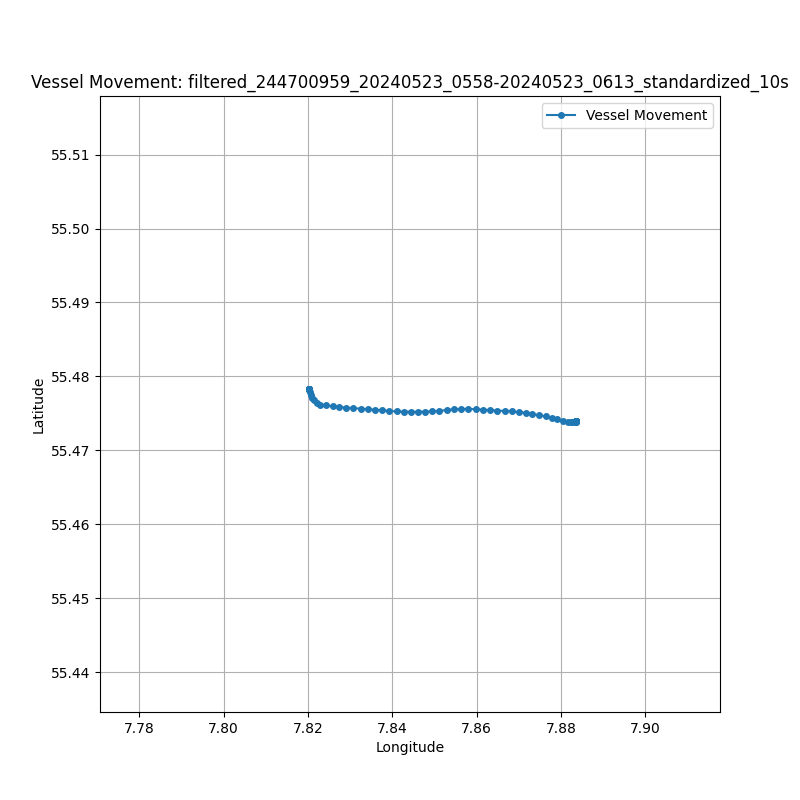 Vessel Movement: filtered_244700959_20240523_0558-20240523_0613_standardized_10s
Vessel Movement
55.51
55.50
55.49
55.48
55.47
55.46
55.45
55.44
Latitude
7.78 7.80 7.82 7.84 7.86 7.88 7.90
Longitude